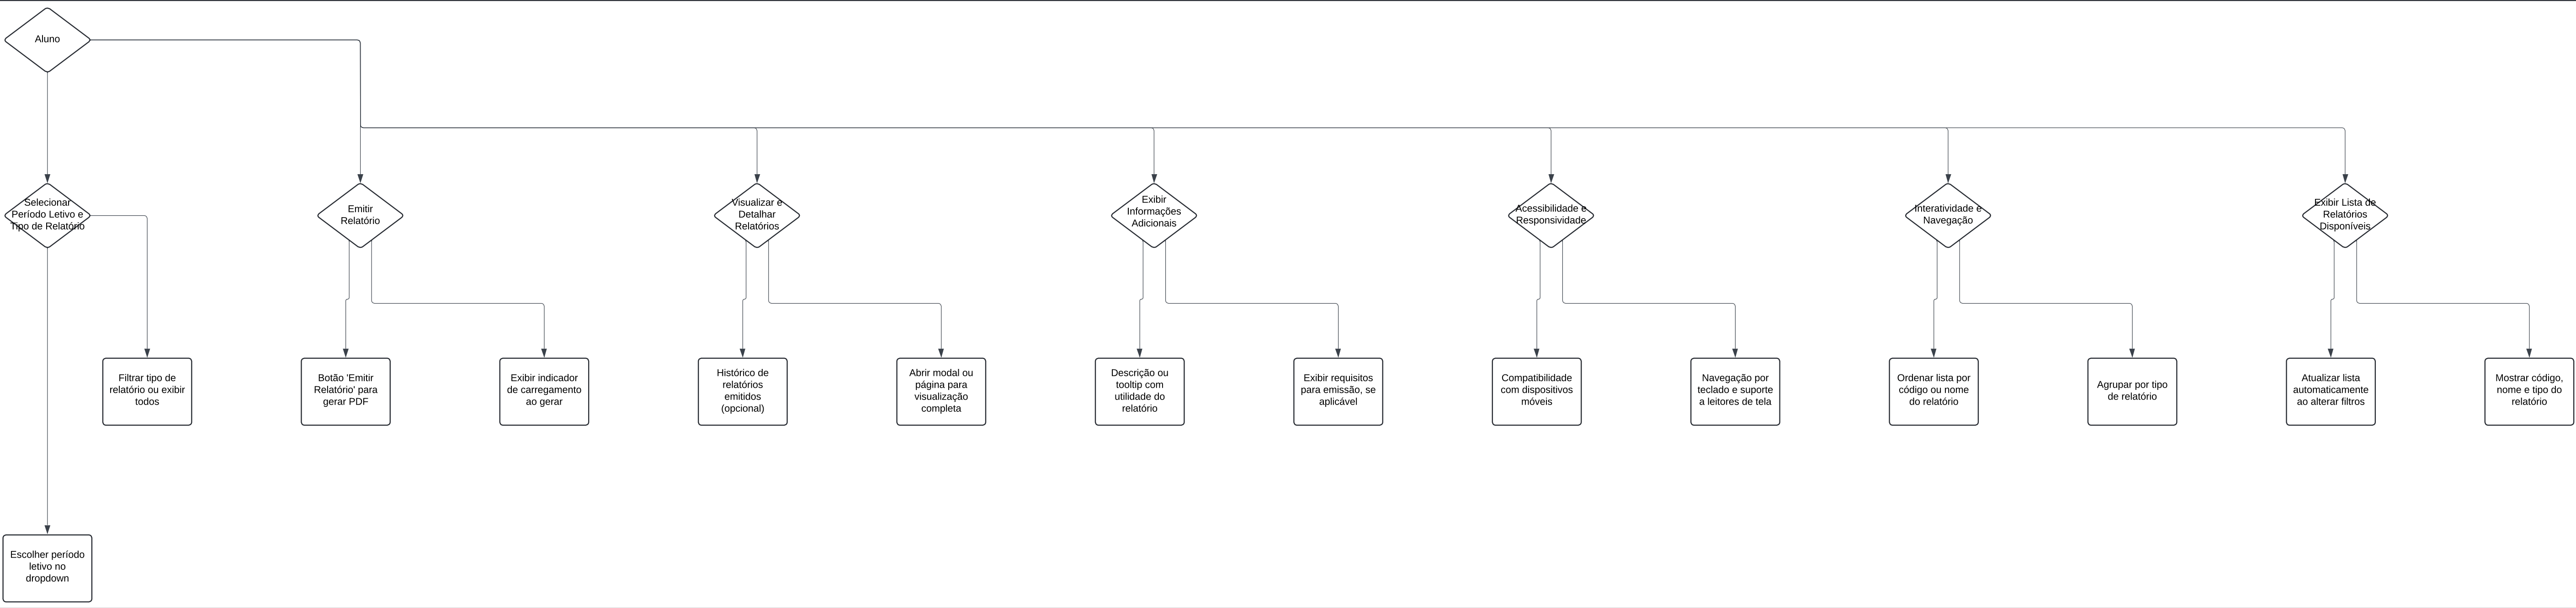 Aluno
Selecionar
Período Letivo e
Tipo de Relatório
Emitir
Relatório
Visualizar e
Detalhar
Relatórios
Exibir
Informações
Adicionais
Acessibilidade e
Responsividade
Interatividade e
Navegação
Exibir Lista de
Relatórios
Disponíveis
Filtrar tipo de
relatório ou exibir
todos
Botão 'Emitir
Relatório' para
gerar PDF
Exibir indicador
de carregamento
ao gerar
Histórico de
relatórios
emitidos
(opcional)
Abrir modal ou
página para
visualização
completa
Descrição ou
tooltip com
utilidade do
relatório
Exibir requisitos
para emissão, se
aplicável
Compatibilidade
com dispositivos
móveis
Navegação por
teclado e suporte
a leitores de tela
Ordenar lista por
código ou nome
do relatório
Agrupar por tipo
de relatório
Atualizar lista
automaticamente
ao alterar filtros
Mostrar código,
nome e tipo do
relatório
Escolher período
letivo no
dropdown